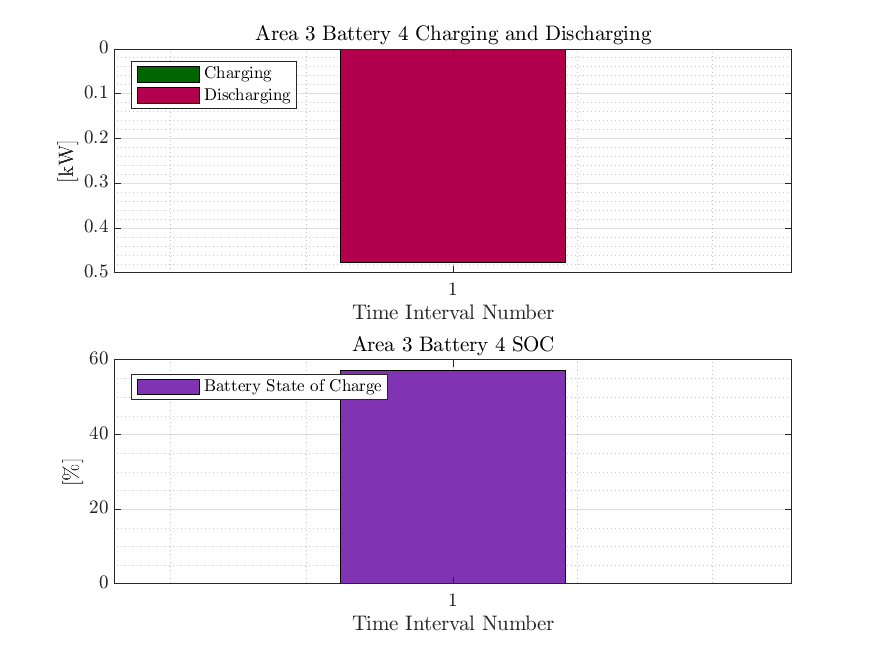 Area 3 Battery 4 Charging and Discharging
0
Charging
Discharging
0.1
0.2
[kW]
0.3
0.4
0.5
1
Time Interval Number
Area 3 Battery 4 SOC
60
Battery State of Charge
40
[%]
20
0
1
Time Interval Number